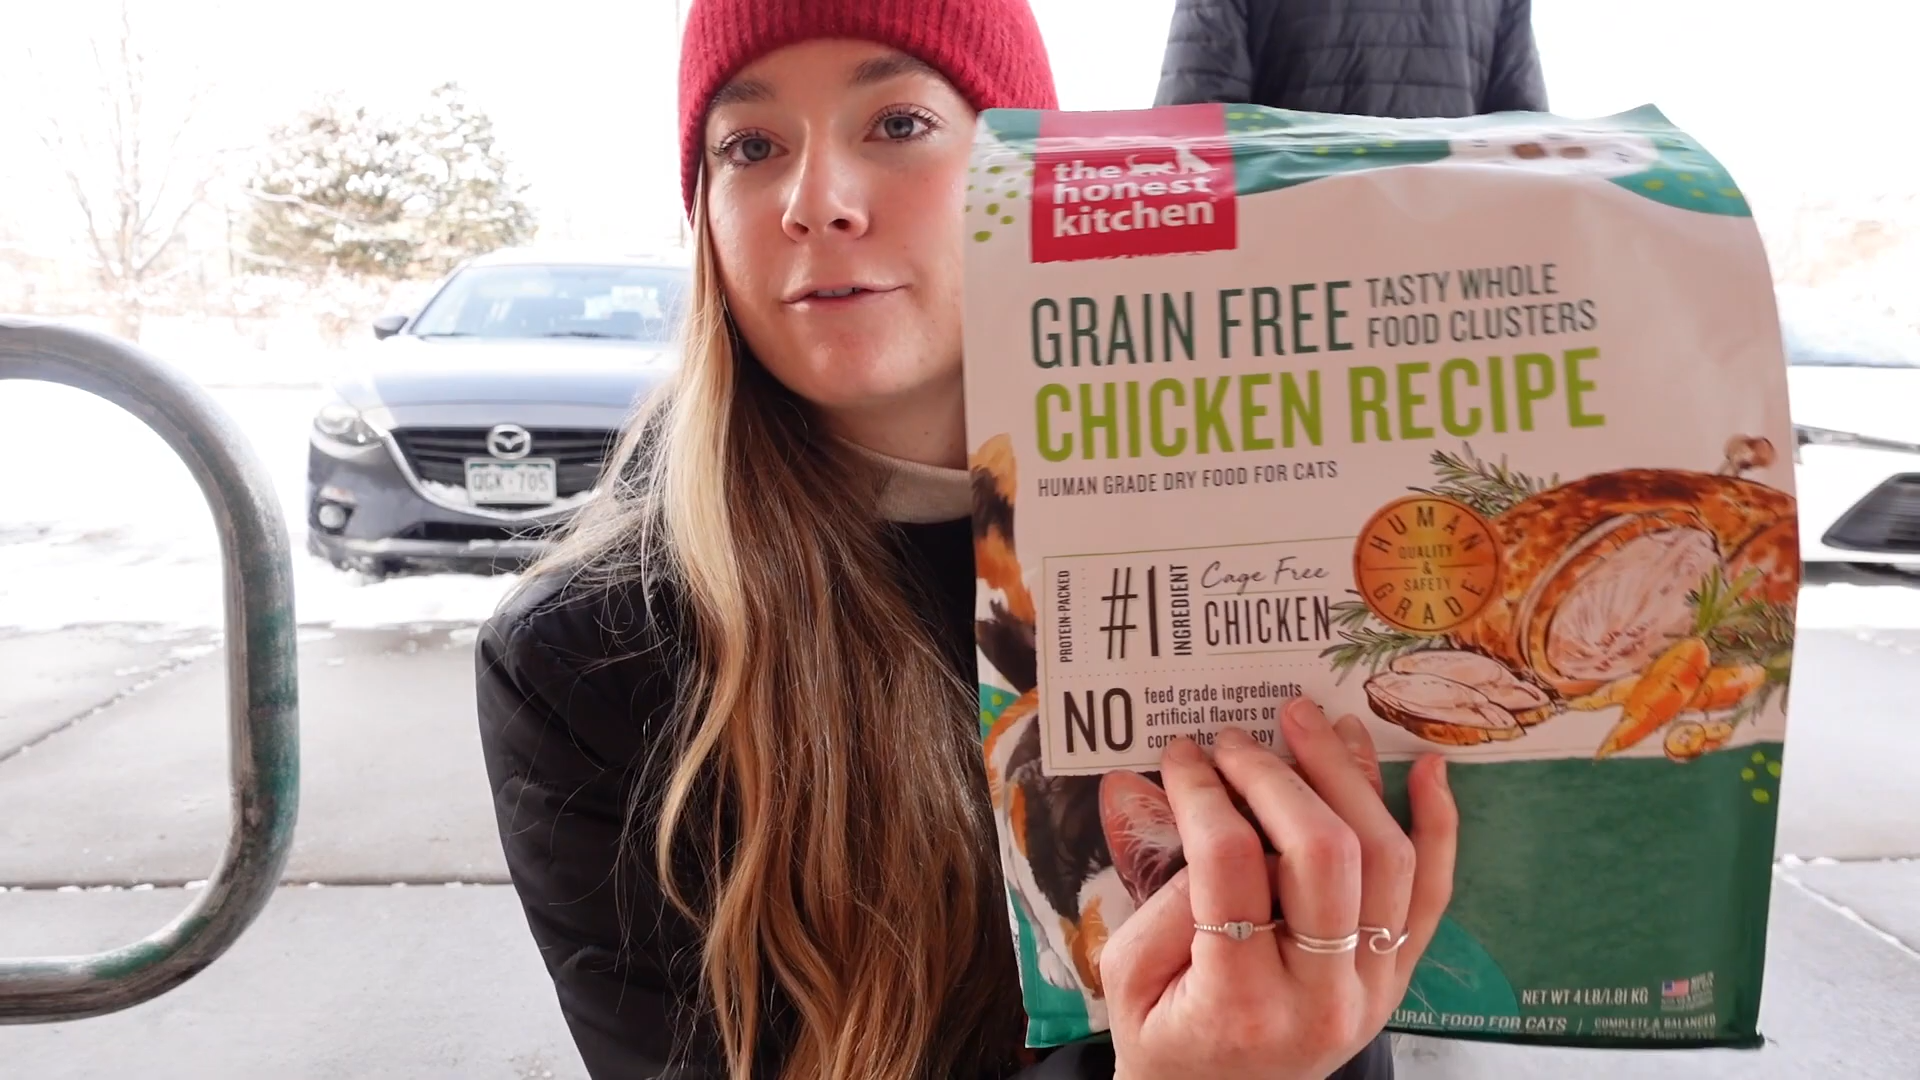 the
honest
kitchen
GRAIN FREE
TASTY WHOLE
FOOD CLUSTERS
CHICKEN RECIPE
HUMAN GRADE DRY FOOD FOR CATS
PROTEIN-PACKED
#1
INGREDIENT
Cage Free
CHICKEN
HUMAN
QUALITY
&
SAFETY
GRADE
NO
feed grade ingredients
artificial flavors or
soy
NET WT 4 LB/1.81 KG
FOOD FOR CATS / COMPLETE & BALANCED
QGK-705